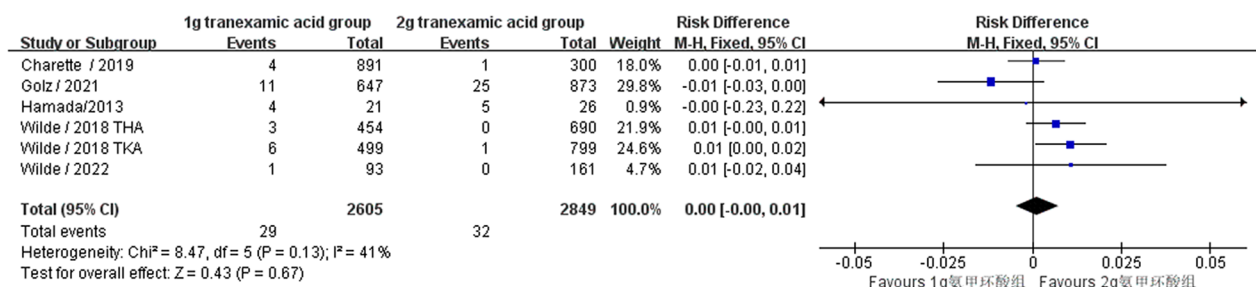 1g tranexamic acid group 2g tranexamic acid group Risk Difference Risk Difference
Study or Subgroup Events Total Events Total Weight M-H, Fixed, 95% CI M-H, Fixed, 95% CI
Charette / 2019 4 891 1 300 18.0% 0.00 [-0.01, 0.01]
Golz / 2021 11 647 25 873 29.8% -0.01 [-0.03, 0.00]
Hamada/2013 4 21 5 26 0.9% -0.00 [-0.23, 0.22]
Wilde / 2018 THA 3 454 0 690 21.9% 0.01 [-0.00, 0.01]
Wilde / 2018 TKA 6 499 1 799 24.6% 0.01 [0.00, 0.02]
Wilde / 2022 1 93 0 161 4.7% 0.01 [-0.02, 0.04]
Total (95% CI) 2605 2849 100.0% 0.00 [-0.00, 0.01]
Total events 29 32
Heterogeneity: Chi² = 8.47, df = 5 (P = 0.13); I² = 41%
Test for overall effect: Z = 0.43 (P = 0.67)
-0.05 -0.025 0 0.025 0.05
Favours 1g氨甲环酸组 Favours 2g氨甲环酸组